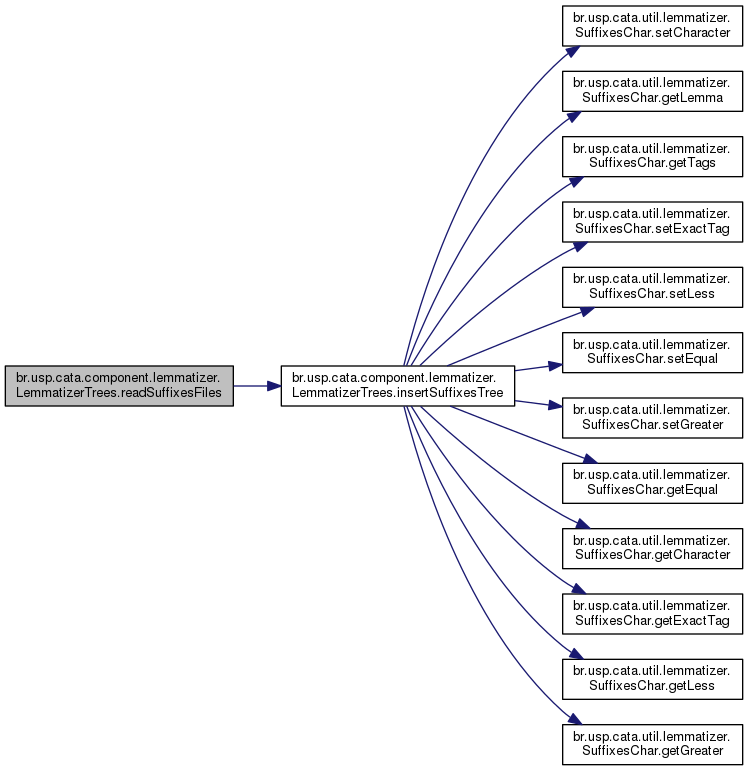 br.usp.cata.component.lemmatizer.
LemmatizerTrees.readSuffixesFiles
br.usp.cata.component.lemmatizer.
LemmatizerTrees.insertSuffixesTree
br.usp.cata.util.lemmatizer.
SuffixesChar.setCharacter
br.usp.cata.util.lemmatizer.
SuffixesChar.getLemma
br.usp.cata.util.lemmatizer.
SuffixesChar.getTags
br.usp.cata.util.lemmatizer.
SuffixesChar.setExactTag
br.usp.cata.util.lemmatizer.
SuffixesChar.setLess
br.usp.cata.util.lemmatizer.
SuffixesChar.setEqual
br.usp.cata.util.lemmatizer.
SuffixesChar.setGreater
br.usp.cata.util.lemmatizer.
SuffixesChar.getEqual
br.usp.cata.util.lemmatizer.
SuffixesChar.getCharacter
br.usp.cata.util.lemmatizer.
SuffixesChar.getExactTag
br.usp.cata.util.lemmatizer.
SuffixesChar.getLess
br.usp.cata.util.lemmatizer.
SuffixesChar.getGreater